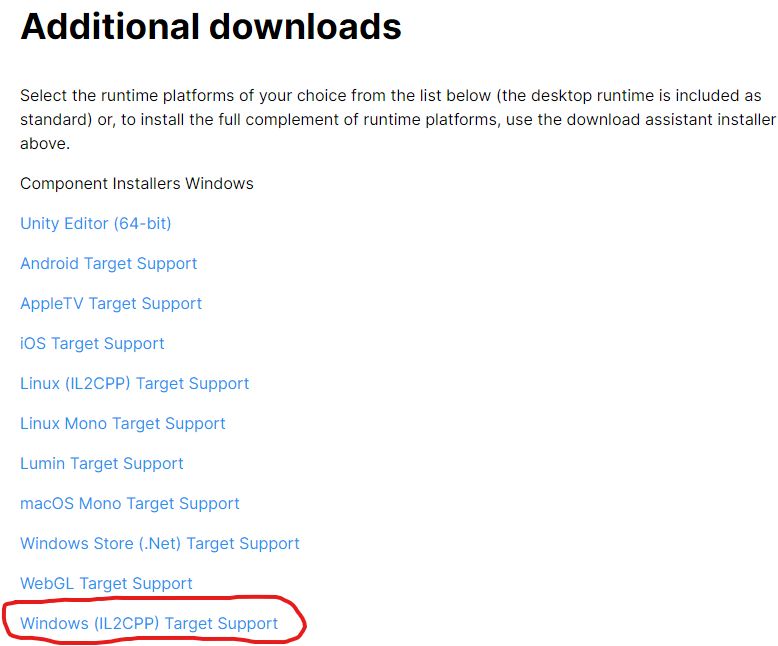 Additional downloads
Select the runtime platforms of your choice from the list below (the desktop runtime is included as
standard) or, to install the full complement of runtime platforms, use the download assistant installer
above.
Component Installers Windows
Unity Editor (64-bit)
Android Target Support
AppleTV Target Support
iOS Target Support
Linux (IL2CPP) Target Support
Linux Mono Target Support
Lumin Target Support
macOS Mono Target Support
Windows Store (.Net) Target Support
WebGL Target Support
Windows (IL2CPP) Target Support